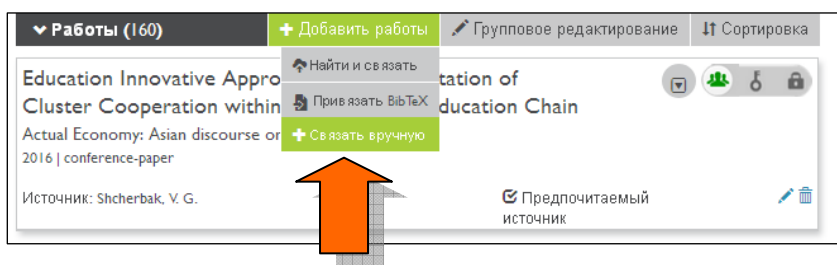 Работы (160)
Добавить работы
Групповое редактирование
Сортировка
Найти и связать
Привязать BibTeX
Связать вручную
Education Innovative Appro tation of
Cluster Cooperation within ducation Chain
Actual Economy: Asian discourse or
2016 | conference-paper
Источник: Shcherbak, V. G.
Предпочитаемый
источник